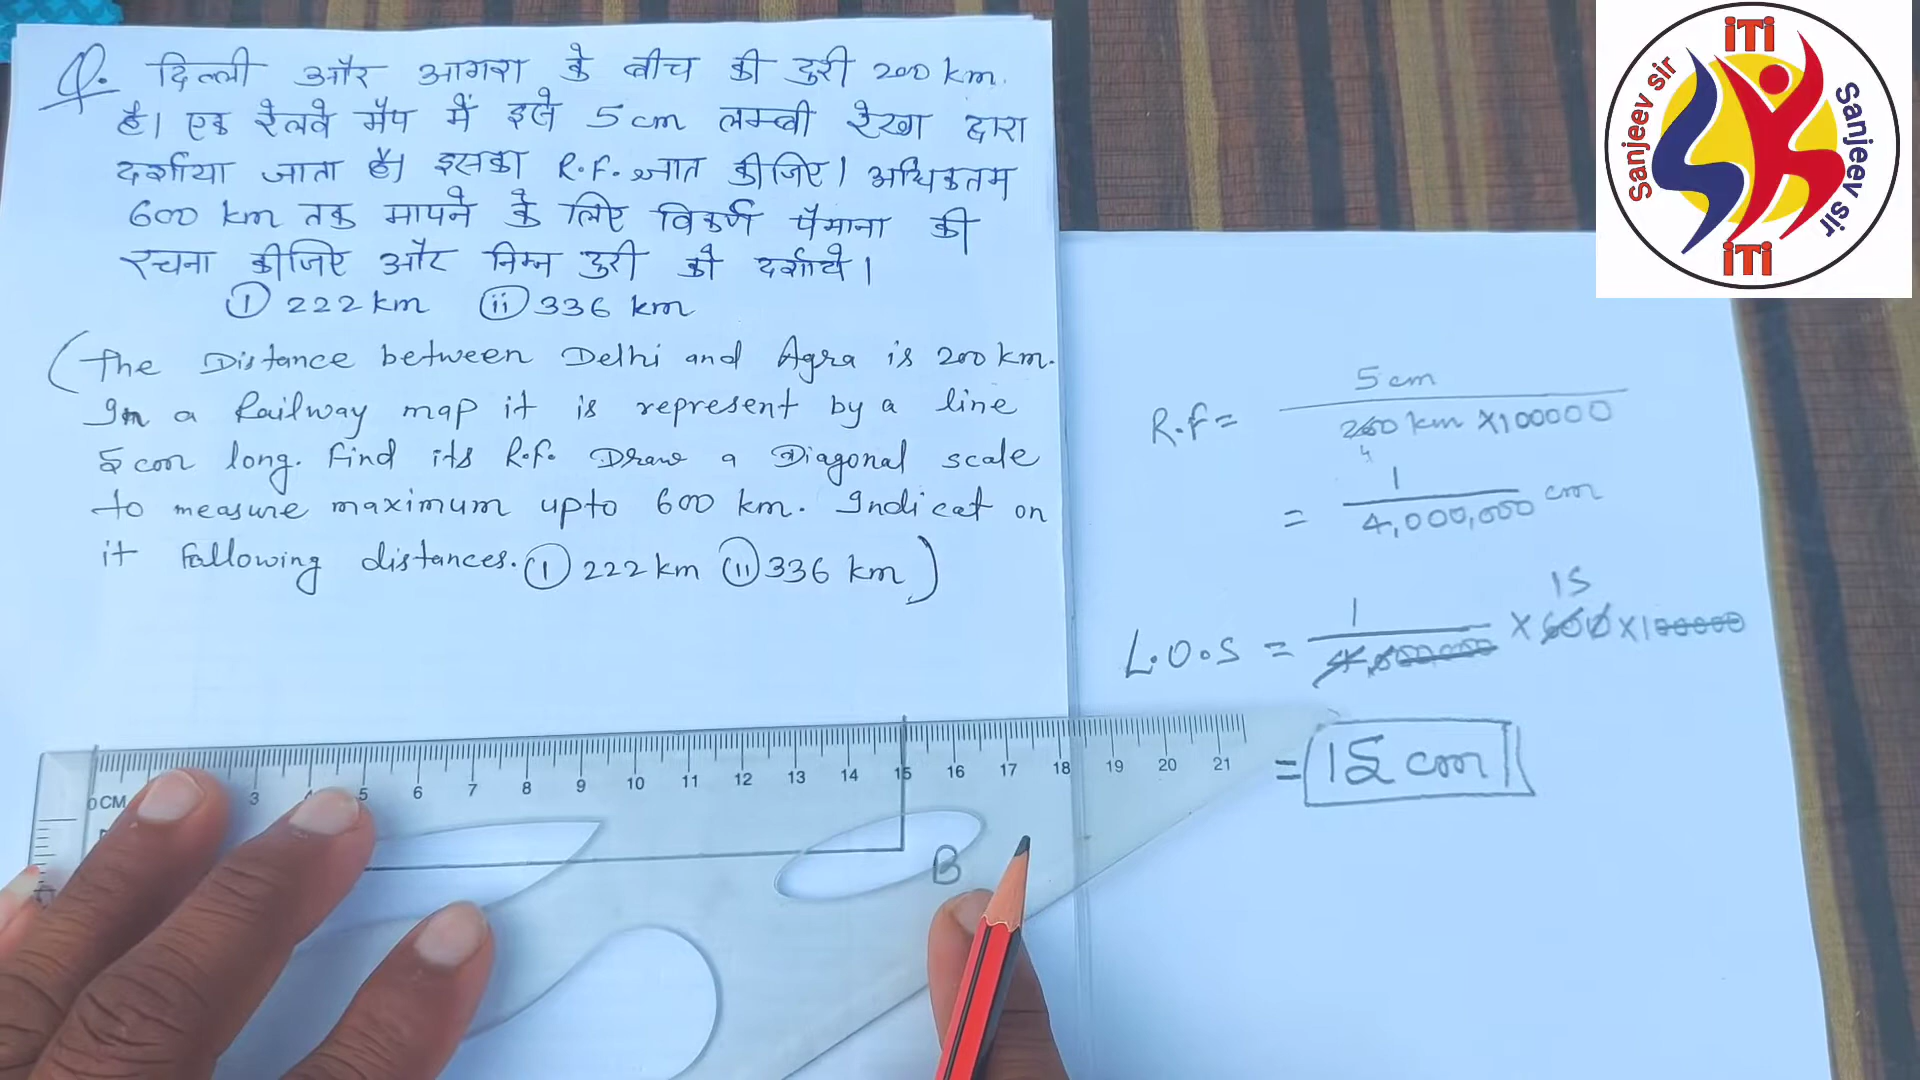 Q. दिल्ली और आगरा के बीच की दुरी 200 km.
है। एक रेलवे मैप में इसे 5 cm लम्बी रेखा द्वारा
दर्शाया जाता है। इसका R.F. ज्ञात कीजिए। अधिकतम
600 km तक मापने के लिए विकर्ण पैमाना की
रचना कीजिए और निम्न दुरी को दर्शाये।
(i) 222 km (ii) 336 km
(The Distance between Delhi and Agra is 200 km.
In a Railway map it is represent by a line
5 cm long. Find its R.f. Draw a Diagonal scale
to measure maximum upto 600 km. Indicat on
it following distances. (i) 222 km (ii) 336 km)
R.f = 5 cm / 200 km × 100000
4
= 1 / 4,000,000 cm
15
L.O.S = 1 / 4,000,000 × 600 × 100000
= 15 cm
0 CM 3 4 5 6 7 8 9 10 11 12 13 14 15 16 17 18 19 20 21
B
iTi
Sanjeev sir
Sanjeev sir
iTi